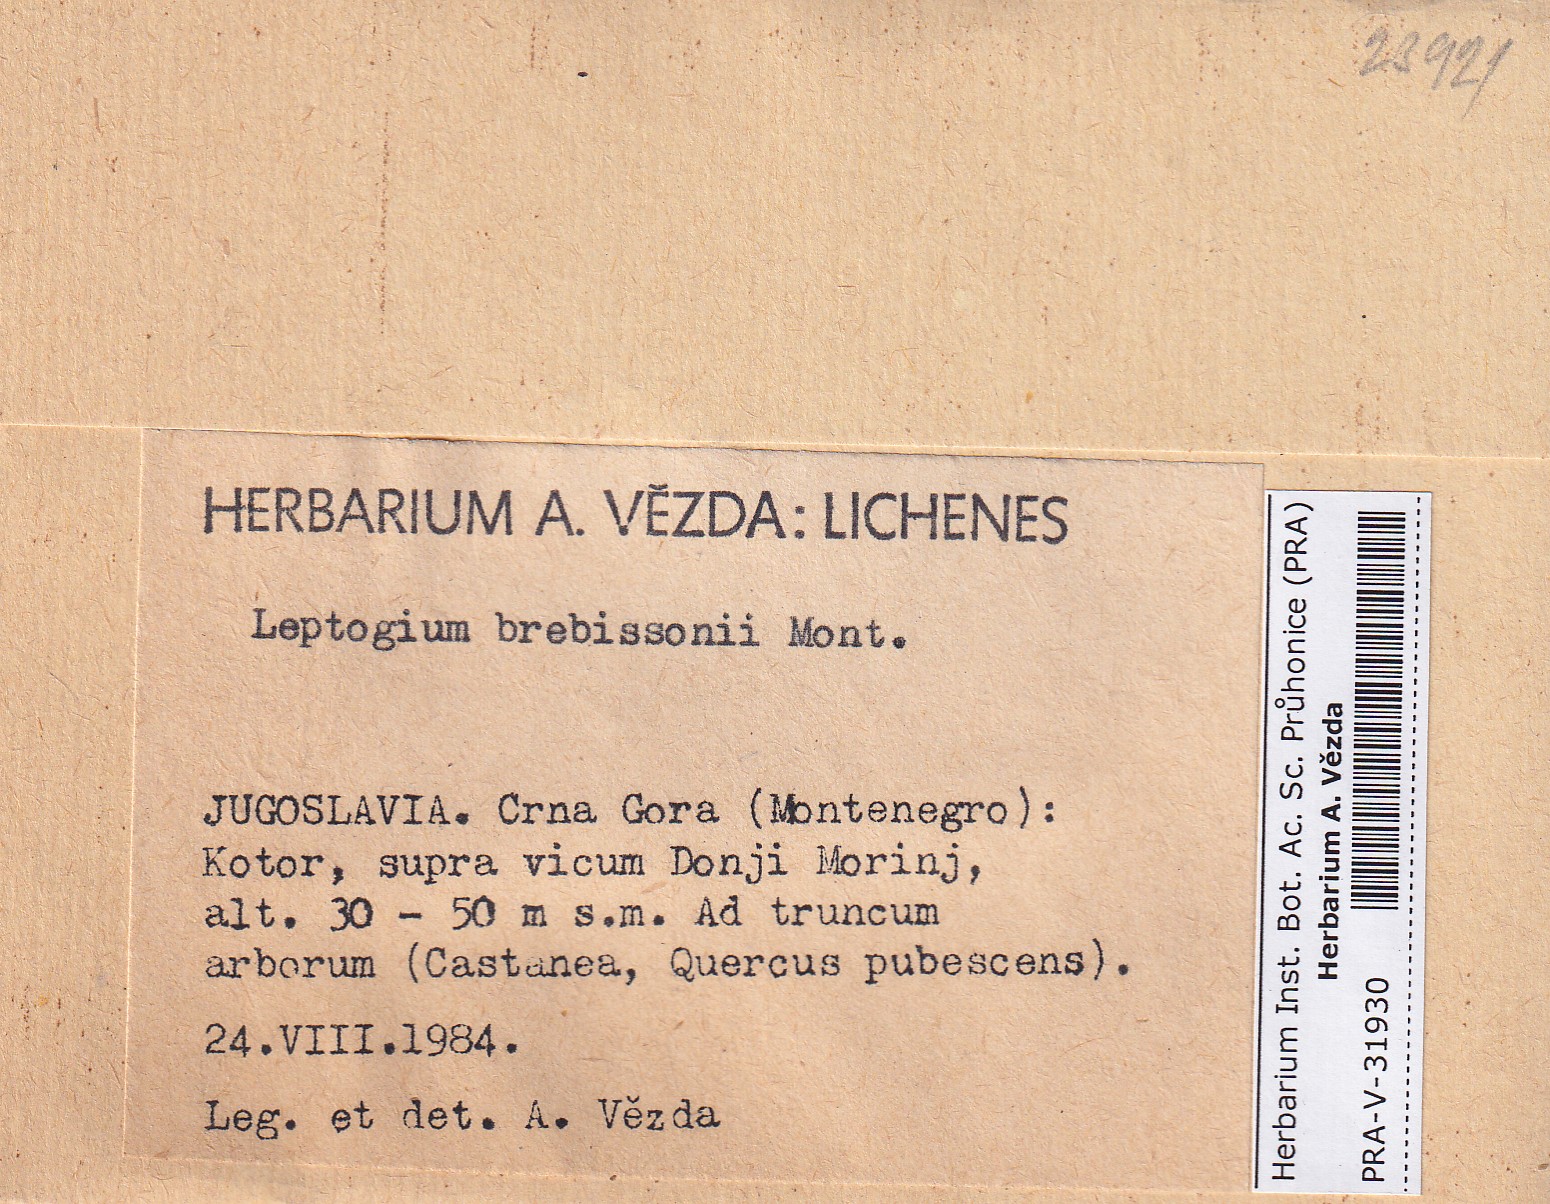 23921
HERBARIUM A. VĚZDA: LICHENES
Leptogium brebissonii Mont.
JUGOSLAVIA. Crna Gora (Montenegro):
Kotor, supra vicum Donji Morinj,
alt. 30 - 50 m s.m. Ad truncum
arborum (Castanea, Quercus pubescens).
24.VIII.1984.
Leg. et det. A. Vězda
Herbarium Inst. Bot. Ac. Sc. Průhonice (PRA)
Herbarium A. Vězda
PRA-V-31930